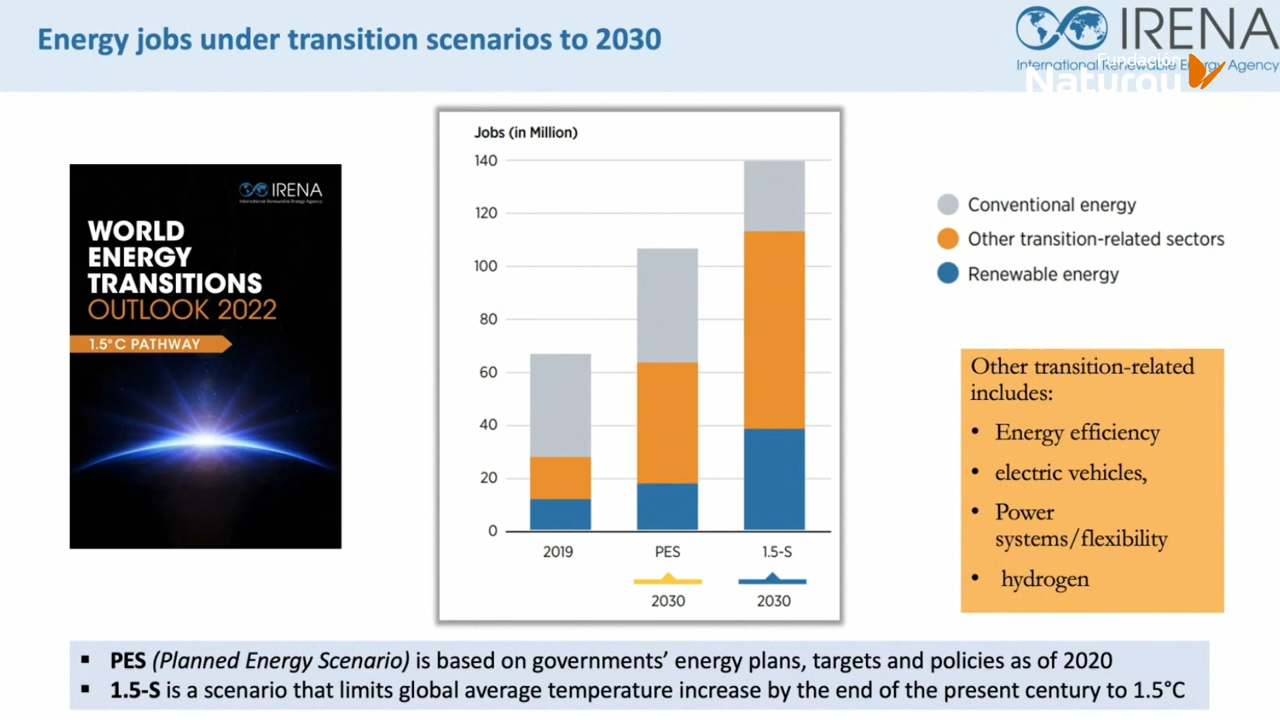 Energy jobs under transition scenarios to 2030
IRENA
International Renewable Energy Agency
Fundación
Naturgy
IRENA
International Renewable Energy Agency
WORLD
ENERGY
TRANSITIONS
OUTLOOK 2022
1.5° C PATHWAY
Jobs (in Million)
140
120
100
80
60
40
20
0
2019
PES
1.5-S
2030
2030
Conventional energy
Other transition-related sectors
Renewable energy
Other transition-related
includes:
• Energy efficiency
• electric vehicles,
• Power
systems/flexibility
• hydrogen
▪ PES (Planned Energy Scenario) is based on governments’ energy plans, targets and policies as of 2020
▪ 1.5-S is a scenario that limits global average temperature increase by the end of the present century to 1.5°C